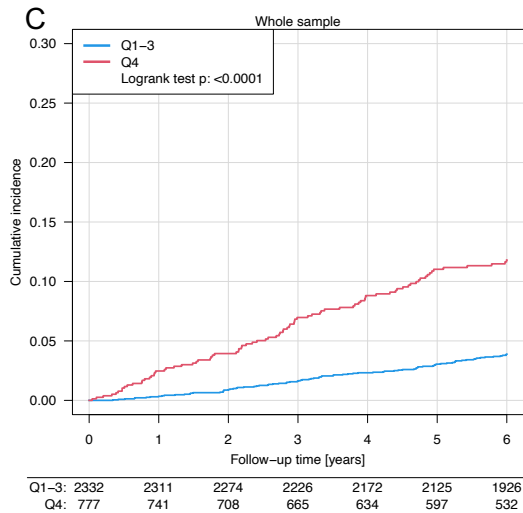 C
Whole sample
Q1−3
Q4
Logrank test p: <0.0001
0.30
0.25
0.20
0.15
0.10
0.05
0.00
Cumulative incidence
0 1 2 3 4 5 6
Follow−up time [years]
Q1−3: 2332 2311 2274 2226 2172 2125 1926
Q4: 777 741 708 665 634 597 532